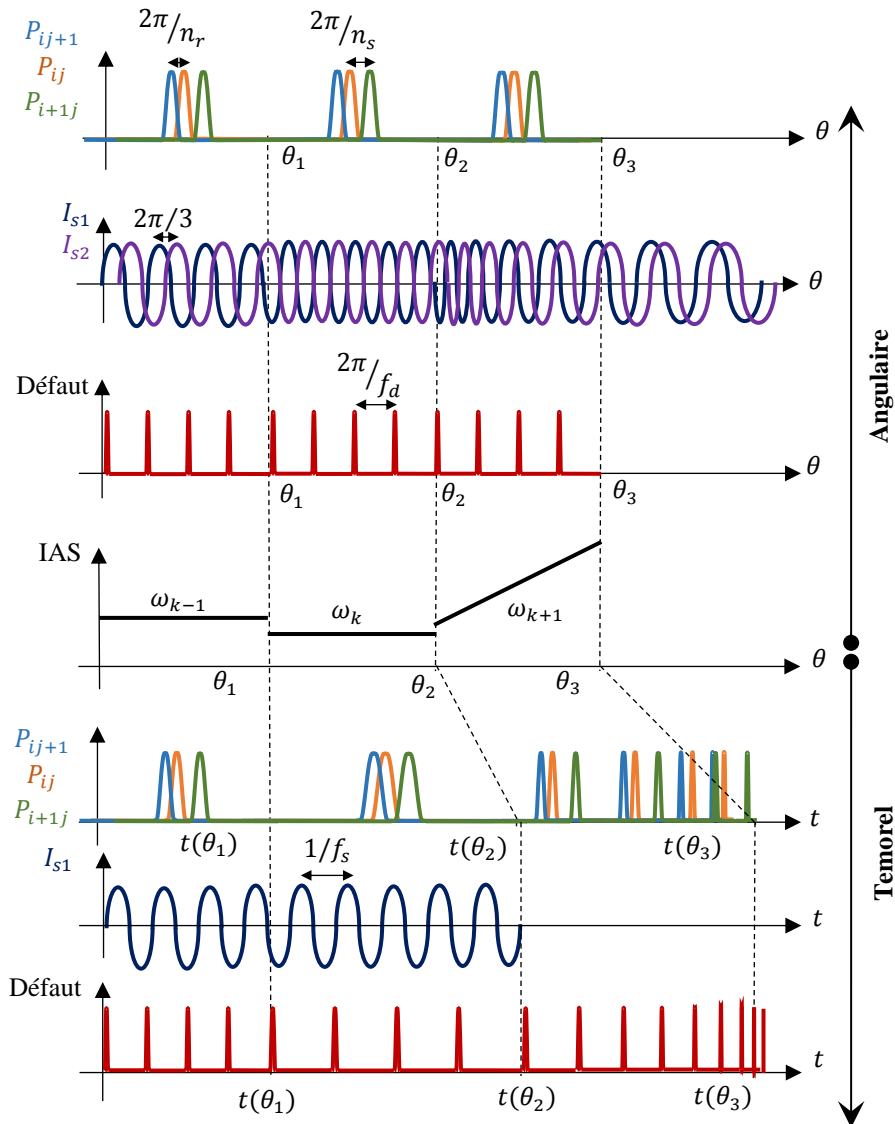 P_{ij+1}
P_{ij}
P_{i+1j}
2π/n_r
2π/n_s
θ
θ_1
θ_2
θ_3
I_{s1}
I_{s2}
2π/3
θ
Défaut
2π/f_d
θ
θ_1
θ_2
θ_3
IAS
ω_{k−1}
ω_k
ω_{k+1}
θ
θ_1
θ_2
θ_3
Angulaire
P_{ij+1}
P_{ij}
P_{i+1j}
t
t(θ_1)
t(θ_2)
t(θ_3)
I_{s1}
1/f_s
t
Défaut
t
t(θ_1)
t(θ_2)
t(θ_3)
Temorel